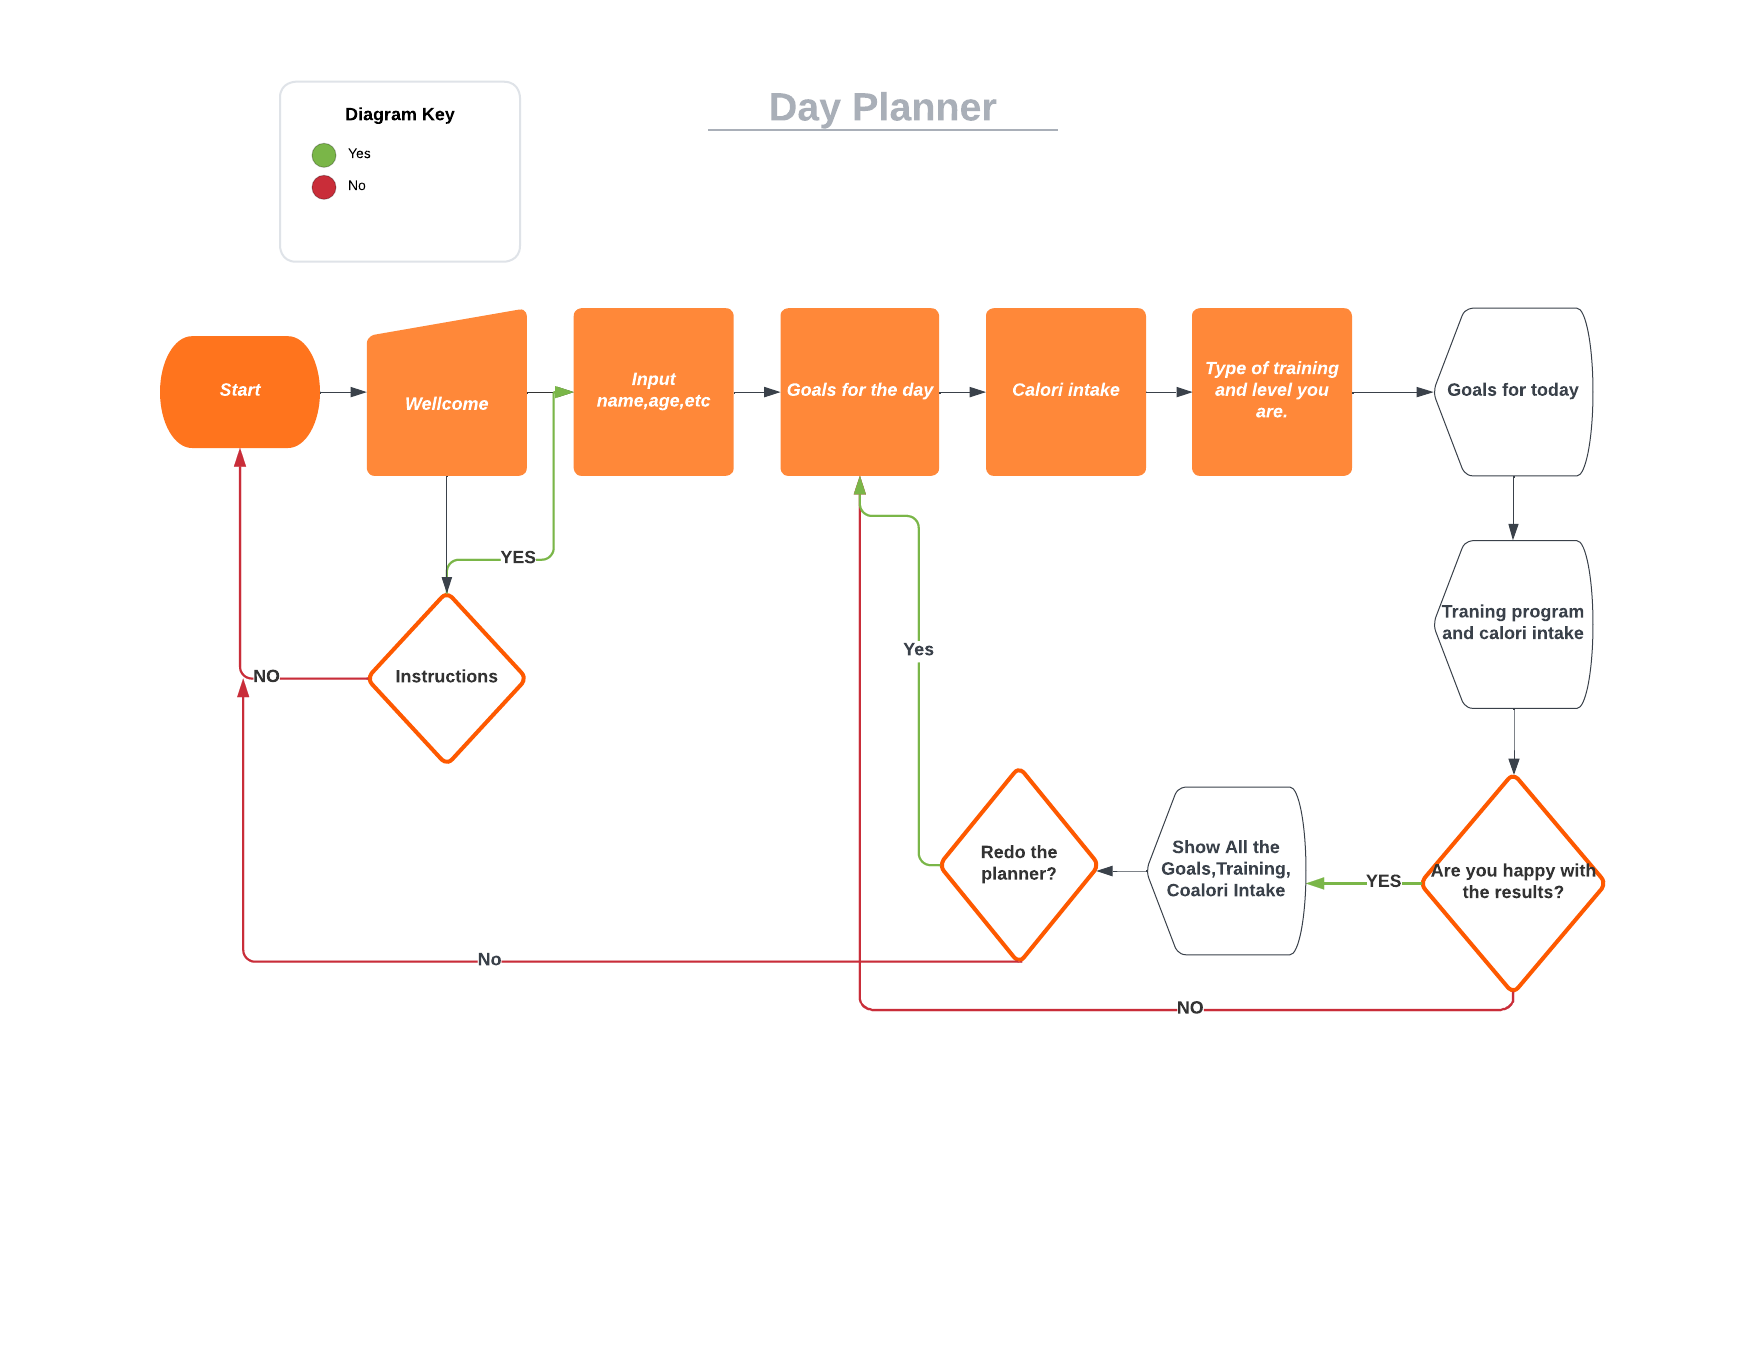 Day Planner
Diagram Key
Yes
No
Start
Wellcome
Input
name,age,etc
Goals for the day
Calori intake
Type of training
and level you
are.
Goals for today
YES
Traning program
and calori intake
Yes
NO
Instructions
Redo the
planner?
Show All the
Goals,Training,
Coalori Intake
YES
Are you happy with
the results?
No
NO